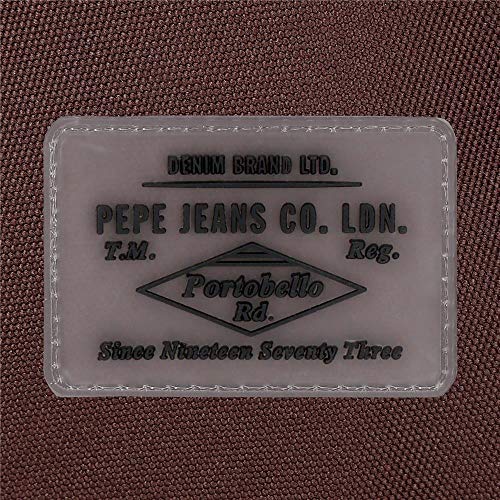 DENIM BRAND LTD.
PEPE JEANS CO. LDN.
T.M. Reg.
Portobello
Rd.
Since Nineteen Seventy Three